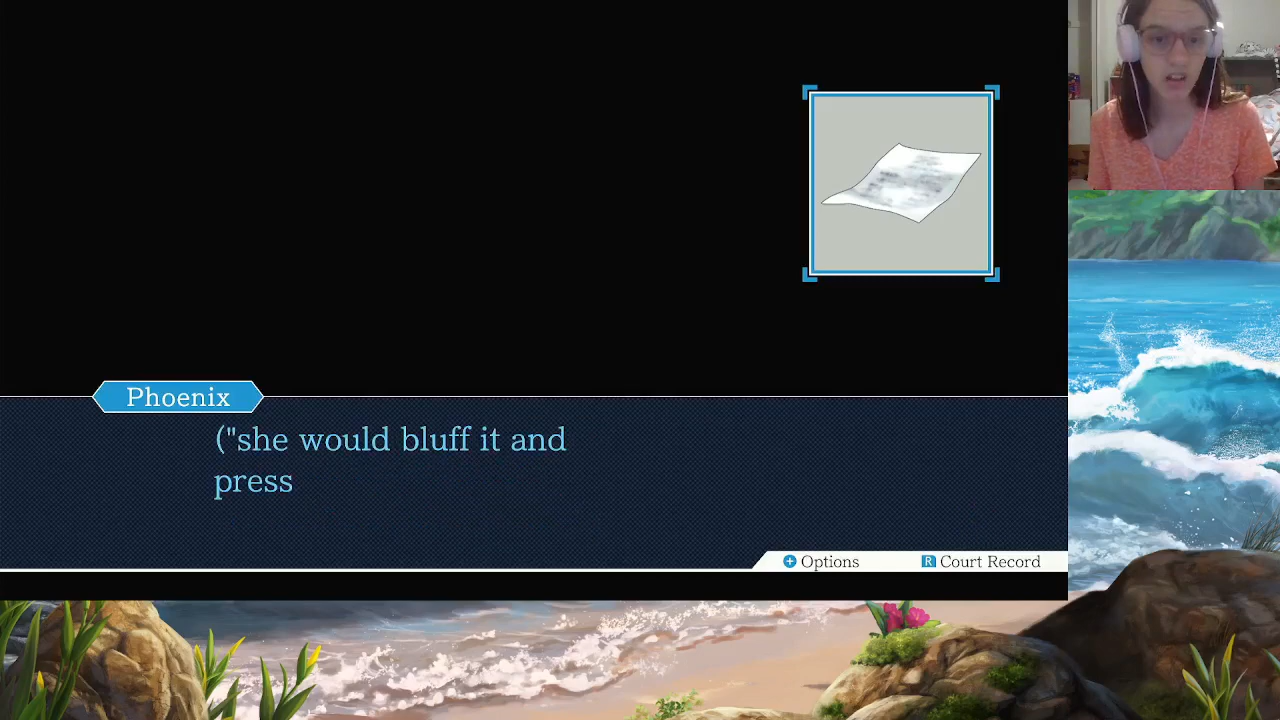 Phoenix
("she would bluff it and
press
Options
R Court Record